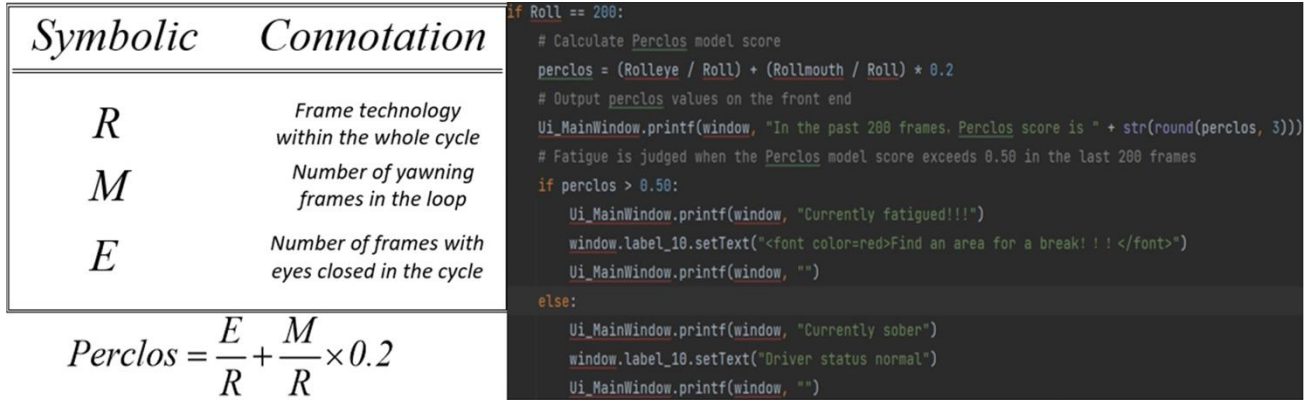 Symbolic Connotation
R Frame technology
within the whole cycle
M Number of yawning
frames in the loop
E Number of frames with
eyes closed in the cycle
Perclos = E/R + M/R × 0.2
if Roll == 200:
# Calculate Perclos model score
perclos = (Rolleye / Roll) + (Rollmouth / Roll) * 0.2
# Output perclos values on the front end
Ui_MainWindow.printf(window, "In the past 200 frames, Perclos score is " + str(round(perclos, 3)))
# Fatigue is judged when the Perclos model score exceeds 0.50 in the last 200 frames
if perclos > 0.50:
Ui_MainWindow.printf(window, "Currently fatigued!!!")
window.label_10.setText("<font color=red>Find an area for a break!!!</font>")
Ui_MainWindow.printf(window, "")
else:
Ui_MainWindow.printf(window, "Currently sober")
window.label_10.setText("Driver status normal")
Ui_MainWindow.printf(window, "")